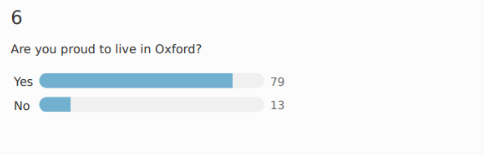 6
Are you proud to live in Oxford?
Yes 79
No 13